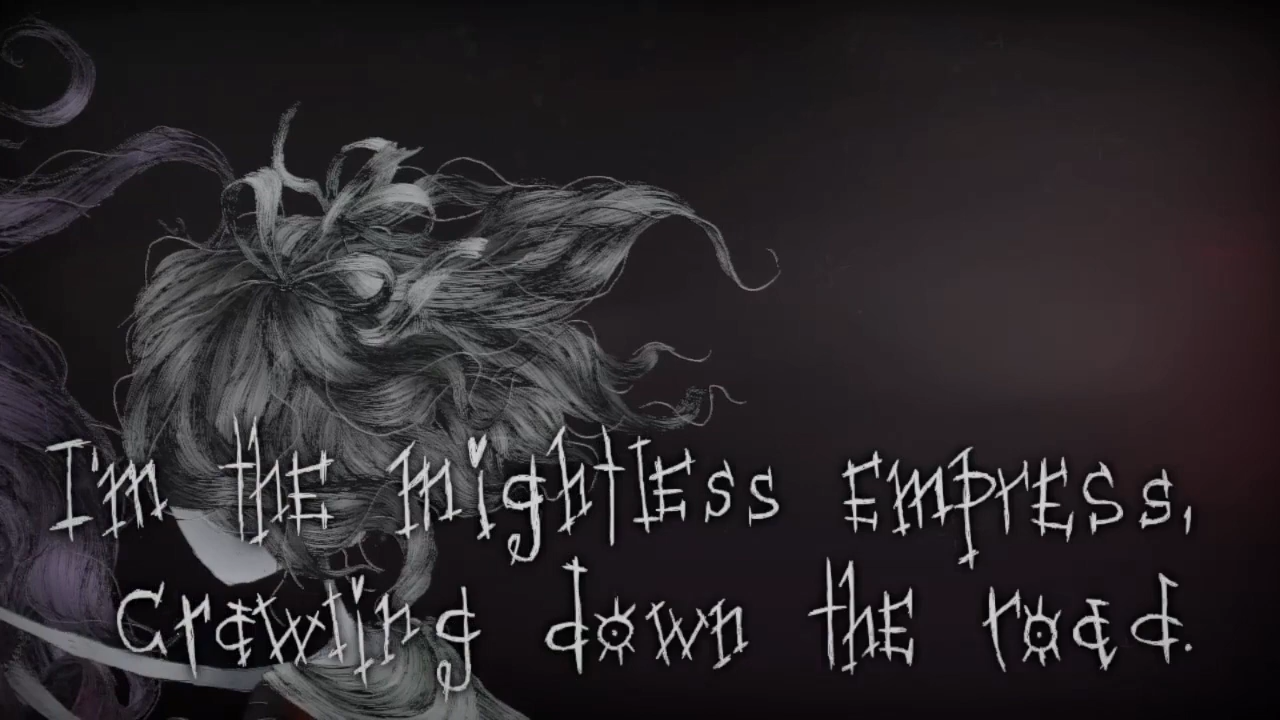 I'm the mightless empress,
Crawling down the road.